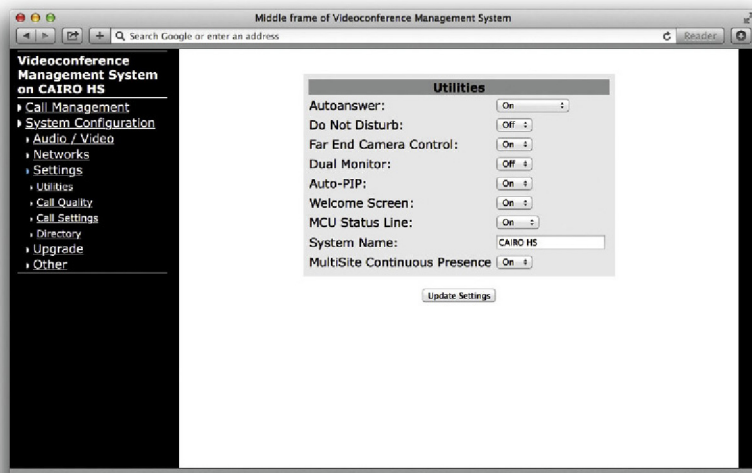 Middle frame of Videoconference Management System
Search Google or enter an address
Reader
Videoconference
Management System
on CAIRO HS
Call Management
System Configuration
Audio / Video
Networks
Settings
Utilities
Call Quality
Call Settings
Directory
Upgrade
Other
Utilities
Autoanswer: On
Do Not Disturb: Off
Far End Camera Control: On
Dual Monitor: Off
Auto-PIP: On
Welcome Screen: On
MCU Status Line: On
System Name: CAIRO HS
MultiSite Continuous Presence On
Update Settings